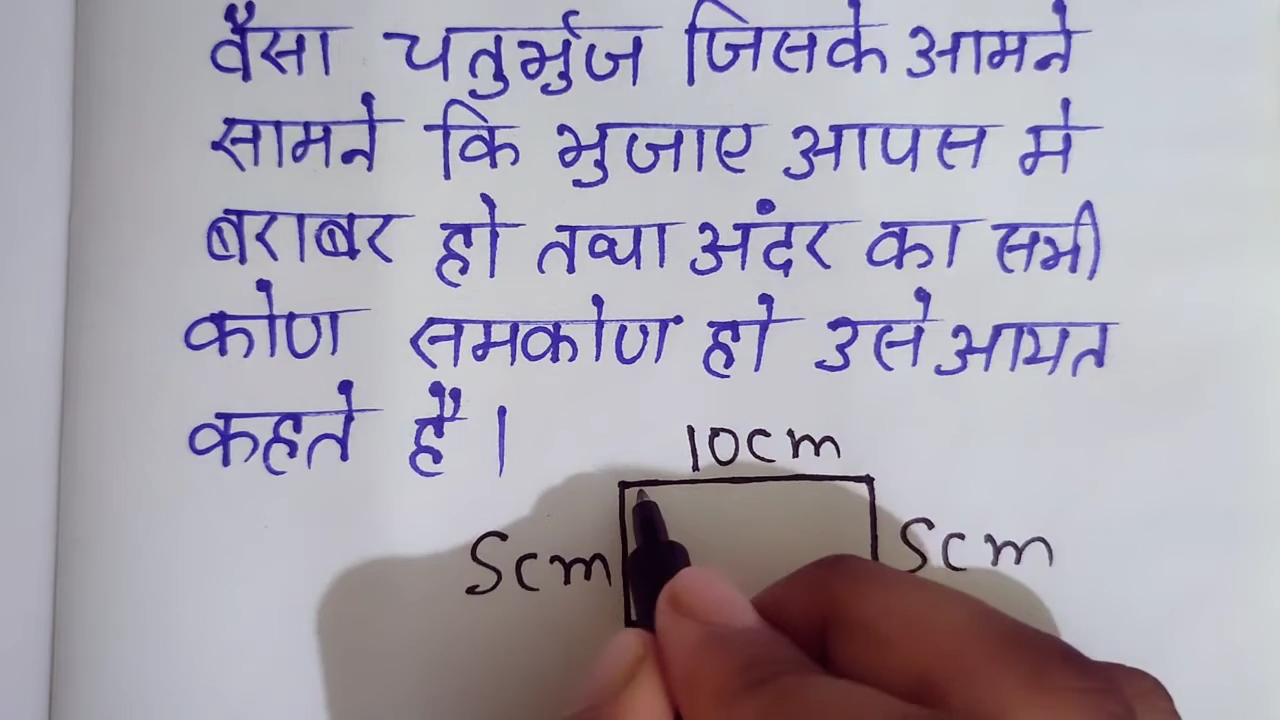 वैसा चतुर्भुज जिसके आमने
सामने कि भुजाए आपस मे
बराबर हो तथा अंदर का सभी
कोण समकोण हो उसे आयत
कहते है।
10cm
5cm 5cm